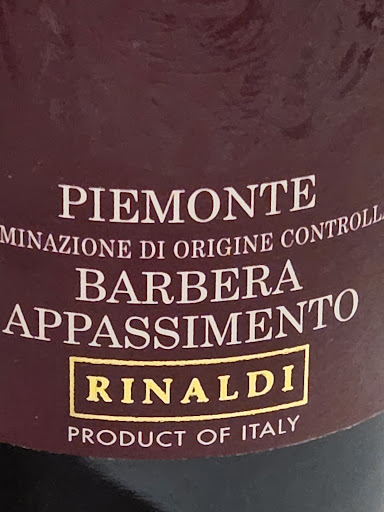 PIEMONTE
MINAZIONE DI ORIGINE CONTROLL
BARBERA
APPASSIMENTO
RINALDI
PRODUCT OF ITALY